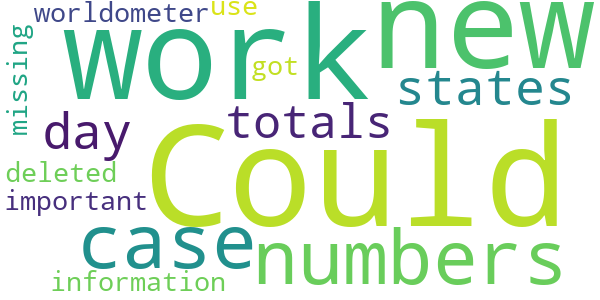 worldometer use
new
work
missing
got
states
day totals
Could
deleted
important
case numbers
information